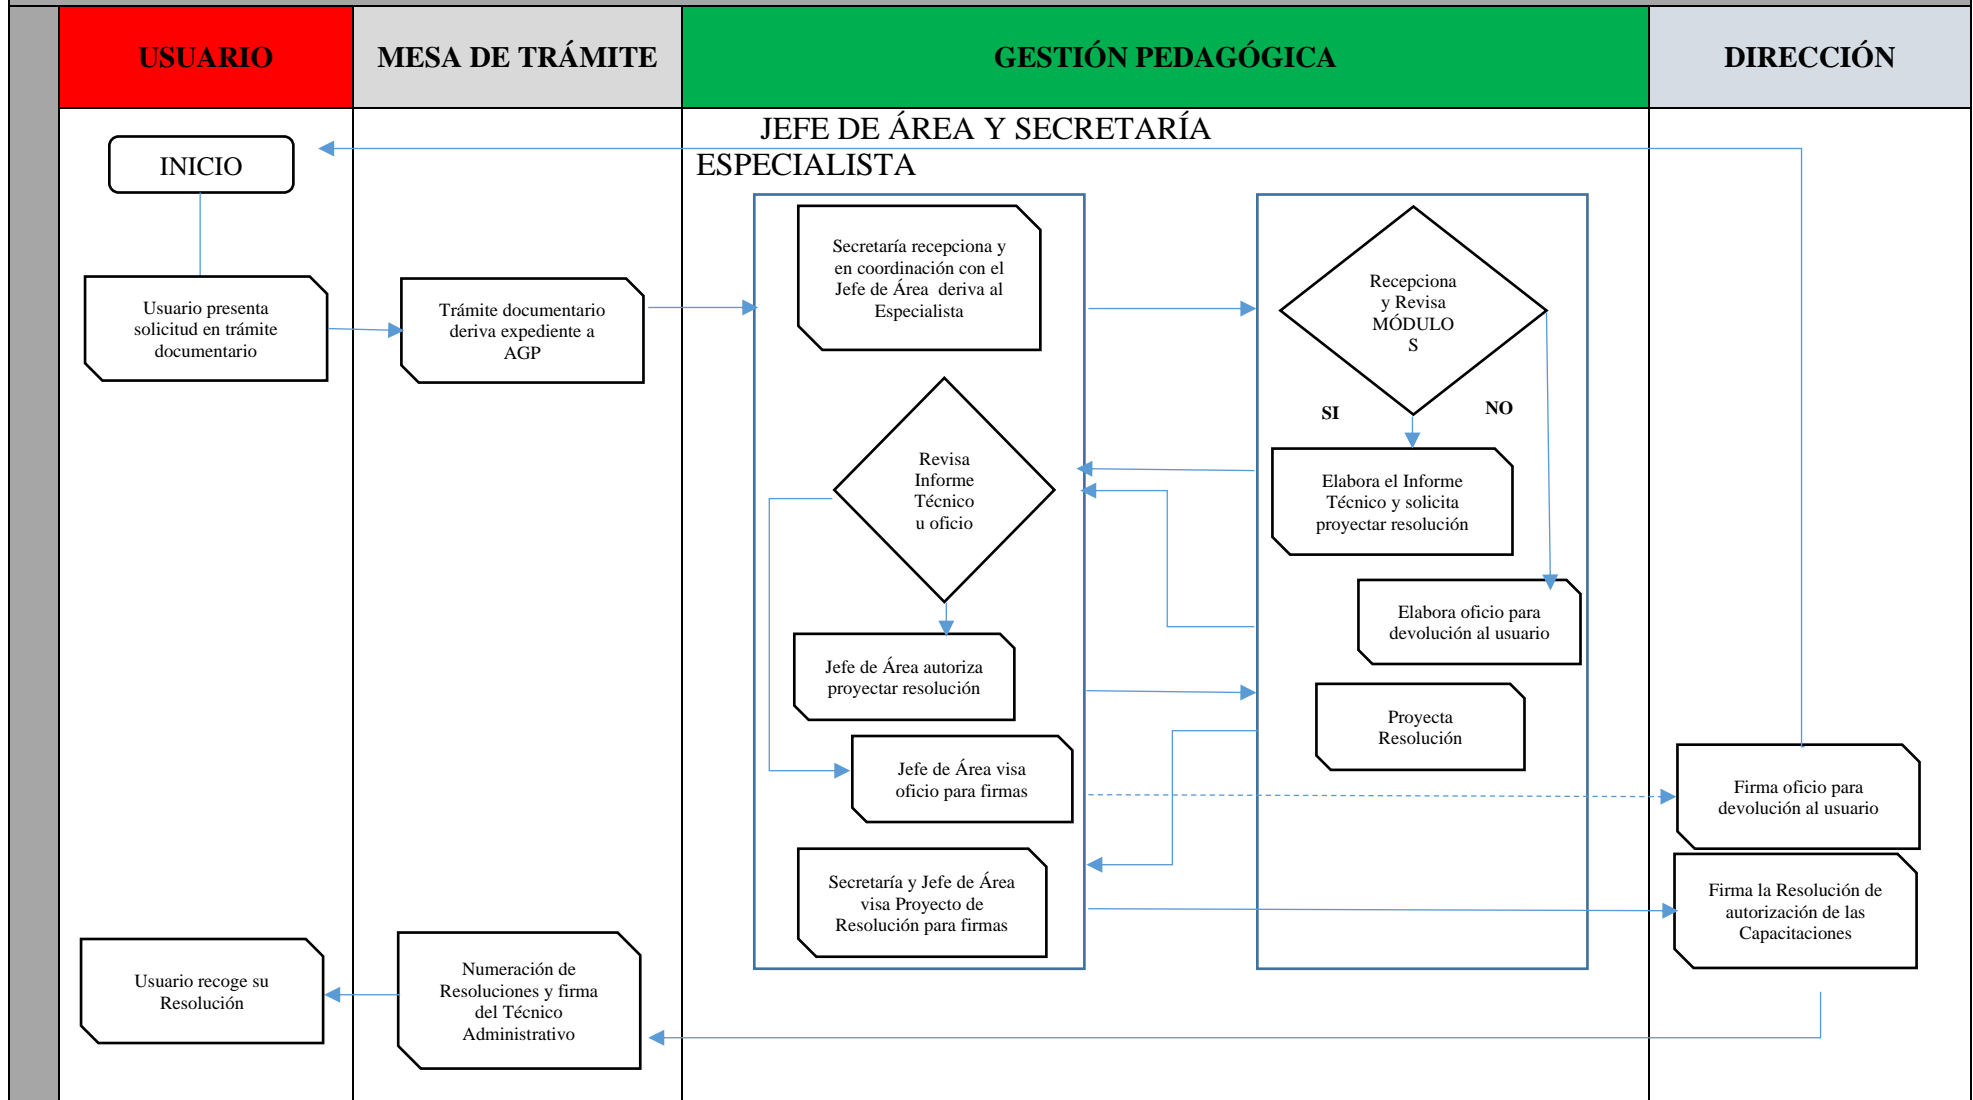 USUARIO
MESA DE TRÁMITE
GESTIÓN PEDAGÓGICA
DIRECCIÓN
JEFE DE ÁREA Y SECRETARÍA
ESPECIALISTA
INICIO
Usuario presenta
solicitud en trámite
documentario
Trámite documentario
deriva expediente a
AGP
Secretaría recepciona y
en coordinación con el
Jefe de Área deriva al
Especialista
Recepciona
y Revisa
MÓDULO
S
SI
NO
Revisa
Informe
Técnico
u oficio
Elabora el Informe
Técnico y solicita
proyectar resolución
Elabora oficio para
devolución al usuario
Jefe de Área autoriza
proyectar resolución
Proyecta
Resolución
Jefe de Área visa
oficio para firmas
Firma oficio para
devolución al usuario
Secretaría y Jefe de Área
visa Proyecto de
Resolución para firmas
Firma la Resolución de
autorización de las
Capacitaciones
Usuario recoge su
Resolución
Numeración de
Resoluciones y firma
del Técnico
Administrativo